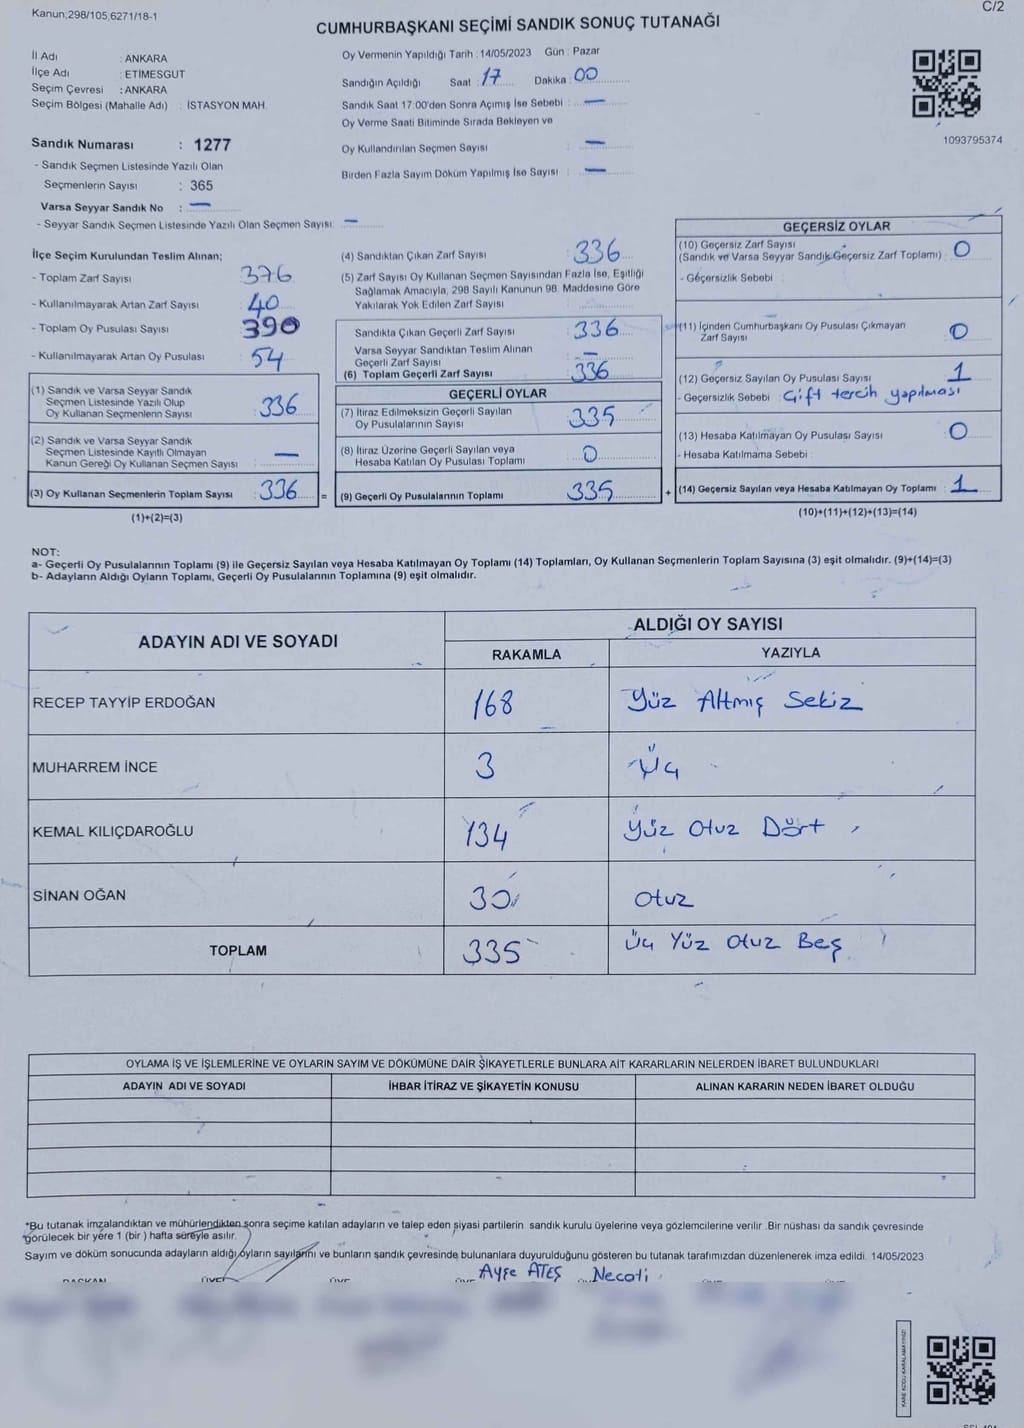 Kanun;298/105,6271/18-1
C/2
CUMHURBAŞKANI SEÇİMİ SANDIK SONUÇ TUTANAĞI
İl Adı : ANKARA
İlçe Adı : ETİMESGUT
Seçim Çevresi : ANKARA
Seçim Bölgesi (Mahalle Adı) : İSTASYON MAH.
Oy Vermenin Yapıldığı Tarih : 14/05/2023 Gün : Pazar
Sandığın Açıldığı Saat : 17 Dakika : 00
Sandık Saat 17:00'den Sonra Açımış İse Sebebi : —
Oy Verme Saati Bitiminde Sırada Bekleyen ve
Oy Kullandırılan Seçmen Sayısı : —
Birden Fazla Sayım Döküm Yapılmış İse Sayısı : —
1093795374
Sandık Numarası : 1277
- Sandık Seçmen Listesinde Yazılı Olan
Seçmenlerin Sayısı : 365
Varsa Seyyar Sandık No : —
- Seyyar Sandık Seçmen Listesinde Yazılı Olan Seçmen Sayısı: —
İlçe Seçim Kurulundan Teslim Alınan;
- Toplam Zarf Sayısı 376
- Kullanılmayarak Artan Zarf Sayısı : 40
- Toplam Oy Pusulası Sayısı : 390
- Kullanılmayarak Artan Oy Pusulası : 54
(1) Sandık ve Varsa Seyyar Sandık
Seçmen Listesinde Yazılı Olup
Oy Kullanan Seçmenlerin Sayısı : 336
(2) Sandık ve Varsa Seyyar Sandık
Seçmen Listesinde Kayıtlı Olmayan
Kanun Gereği Oy Kullanan Seçmen Sayısı : —
(3) Oy Kullanan Seçmenlerin Toplam Sayısı : 336 =
(1)+(2)=(3)
(4) Sandıktan Çıkan Zarf Sayısı : 336
(5) Zarf Sayısı Oy Kullanan Seçmen Sayısından Fazla İse, Eşitliği
Sağlamak Amacıyla, 298 Sayılı Kanunun 98. Maddesine Göre
Yakılarak Yok Edilen Zarf Sayısı :
Sandıkta Çıkan Geçerli Zarf Sayısı : 336
Varsa Seyyar Sandıktan Teslim Alınan
Geçerli Zarf Sayısı : —
(6) Toplam Geçerli Zarf Sayısı : 336
GEÇERLİ OYLAR
(7) İtiraz Edilmeksizin Geçerli Sayılan
Oy Pusulalarının Sayısı : 335
(8) İtiraz Üzerine Geçerli Sayılan veya
Hesaba Katılan Oy Pusulası Toplamı : 0
(9) Geçerli Oy Pusulalarının Toplamı : 335 +
GEÇERSİZ OYLAR
(10) Geçersiz Zarf Sayısı
(Sandık ve Varsa Seyyar Sandık Geçersiz Zarf Toplamı) : 0
- Geçersizlik Sebebi :
(11) İçinden Cumhurbaşkanı Oy Pusulası Çıkmayan
Zarf Sayısı : 0
(12) Geçersiz Sayılan Oy Pusulası Sayısı : 1
- Geçersizlik Sebebi : Çift tercih yapılması
(13) Hesaba Katılmayan Oy Pusulası Sayısı : 0
- Hesaba Katılmama Sebebi :
(14) Geçersiz Sayılan veya Hesaba Katılmayan Oy Toplamı : 1
(10)+(11)+(12)+(13)=(14)
NOT:
a- Geçerli Oy Pusulalarının Toplamı (9) ile Geçersiz Sayılan veya Hesaba Katılmayan Oy Toplamı (14) Toplamları, Oy Kullanan Seçmenlerin Toplam Sayısına (3) eşit olmalıdır. (9)+(14)=(3)
b- Adayların Aldığı Oyların Toplamı, Geçerli Oy Pusulalarının Toplamına (9) eşit olmalıdır.
ADAYIN ADI VE SOYADI
ALDIĞI OY SAYISI
RAKAMLA YAZIYLA
RECEP TAYYİP ERDOĞAN 168 Yüz Altmış Sekiz
MUHARREM İNCE 3 Üç
KEMAL KILIÇDAROĞLU 134 Yüz Otuz Dört
SİNAN OĞAN 30 Otuz
TOPLAM 335 Üç Yüz Otuz Beş
OYLAMA İŞ VE İŞLEMLERİNE VE OYLARIN SAYIM VE DÖKÜMÜNE DAİR ŞİKAYETLERLE BUNLARA AİT KARARLARIN NELERDEN İBARET BULUNDUKLARI
ADAYIN ADI VE SOYADI İHBAR İTİRAZ VE ŞİKAYETİN KONUSU ALINAN KARARIN NEDEN İBARET OLDUĞU
*Bu tutanak imzalandıktan ve mühürlendikten sonra seçime katılan adayların ve talep eden siyasi partilerin sandık kurulu üyelerine veya gözlemcilerine verilir .Bir nüshası da sandık çevresinde
görülecek bir yere 1 (bir ) hafta süreyle asılır.
Sayım ve döküm sonucunda adayların aldığı oyların sayılarını ve bunların sandık çevresinde bulunanlara duyurulduğunu gösteren bu tutanak tarafımızdan düzenlenerek imza edildi. 14/05/2023
Ayşe ATEŞ Necati
BAŞKAN
KARE KODU KARALAMAYINIZ!